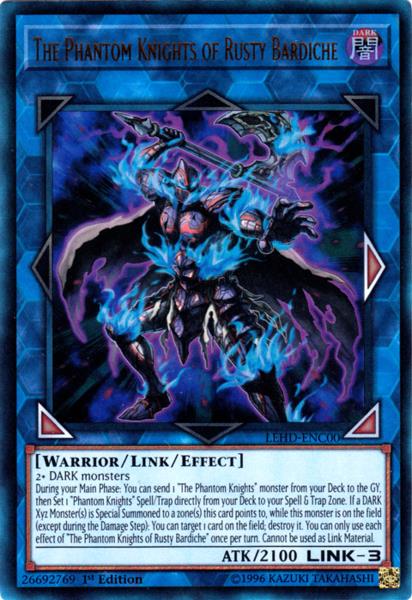 THE PHANTOM KNIGHTS OF RUSTY BARDICHE
DARK
闇
LEHD-ENC00
[WARRIOR/LINK/EFFECT]
2+ DARK monsters
During your Main Phase: You can send 1 "The Phantom Knights" monster from your Deck to the GY,
then Set 1 "Phantom Knights" Spell/Trap directly from your Deck to your Spell & Trap Zone. If a DARK
Xyz Monster(s) is Special Summoned to a zone(s) this card points to, while this monster is on the field
(except during the Damage Step): You can target 1 card on the field; destroy it. You can only use each
effect of "The Phantom Knights of Rusty Bardiche" once per turn. Cannot be used as Link Material.
ATK/2100 LINK-3
26692769 1st Edition ©1996 KAZUKI TAKAHASHI